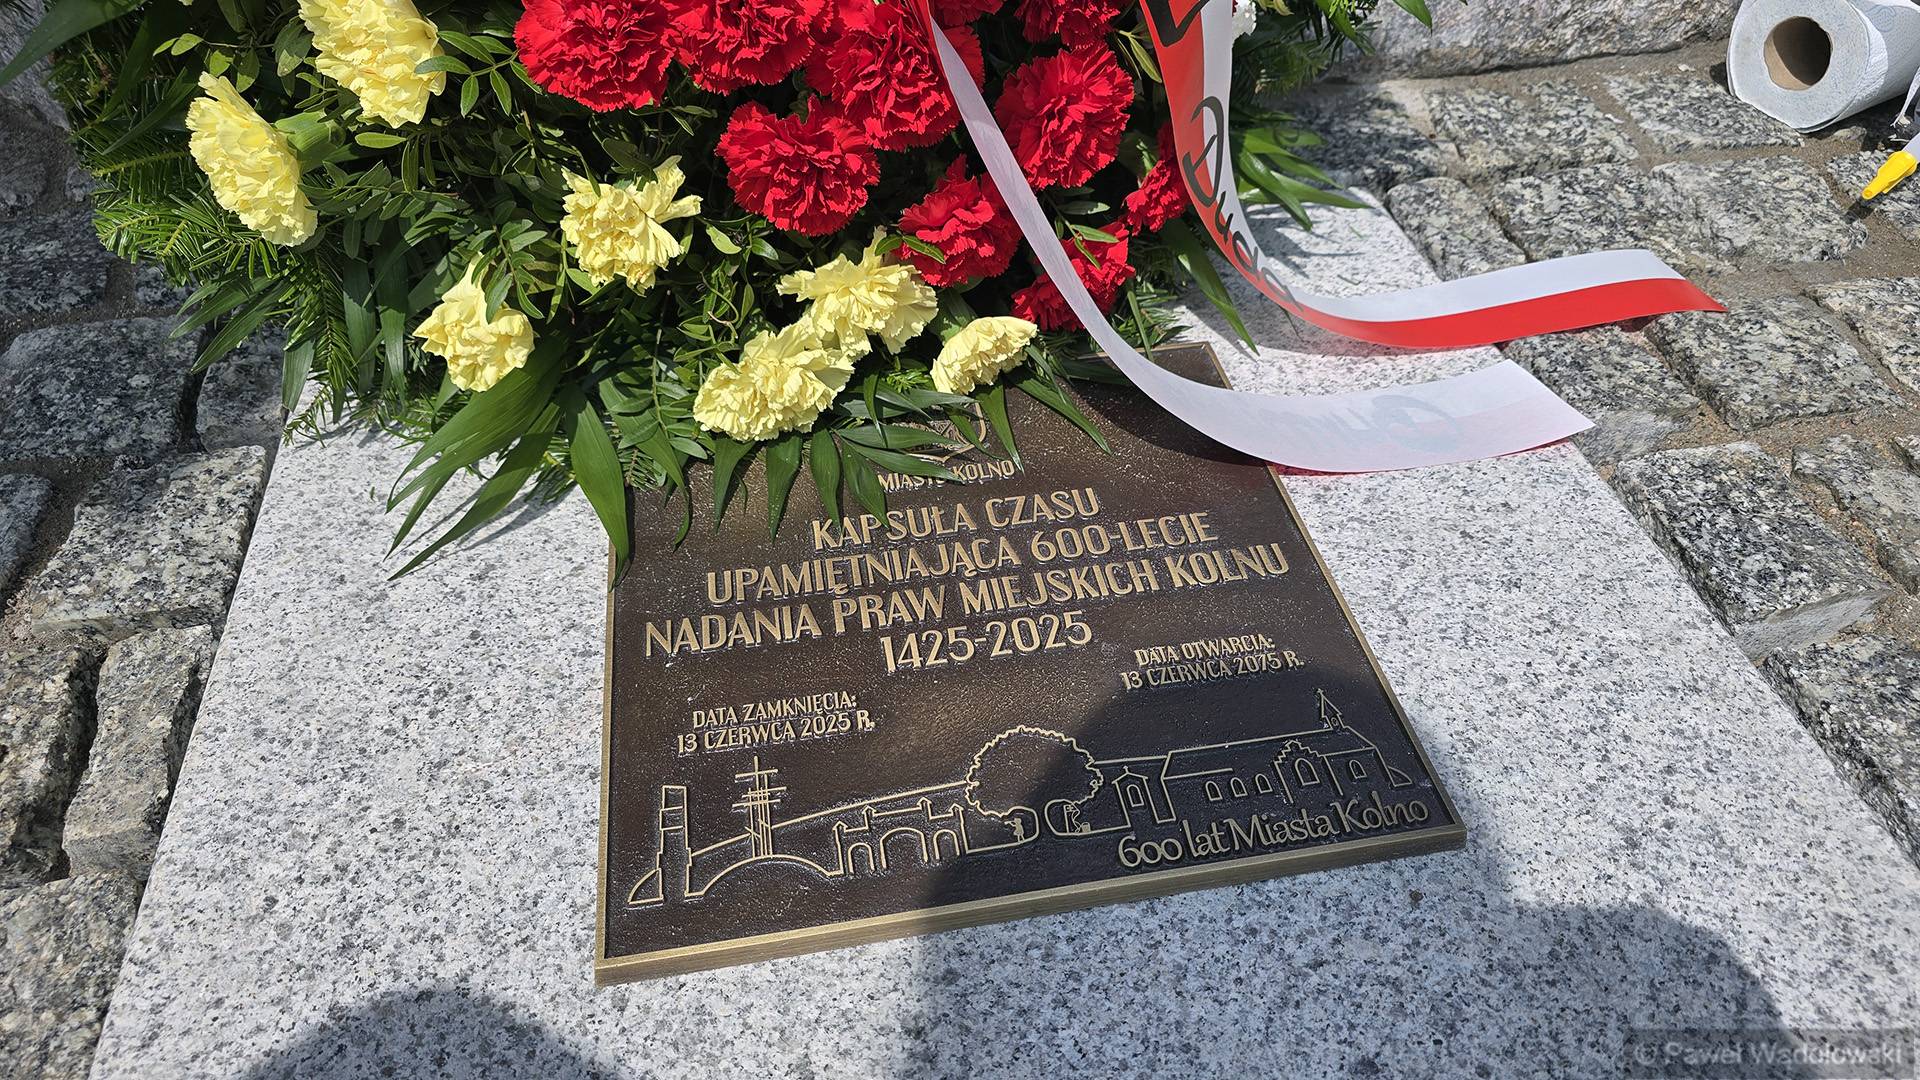 Duda
MIASTO KOLNO
KAPSUŁA CZASU
UPAMIĘTNIAJĄCA 600-LECIE
NADANIA PRAW MIEJSKICH KOLNU
1425-2025
DATA OTWARCIA:
13 CZERWCA 2075 R.
DATA ZAMKNIĘCIA:
13 CZERWCA 2025 R.
600 lat Miasta Kolno
© Paweł Wądołowski